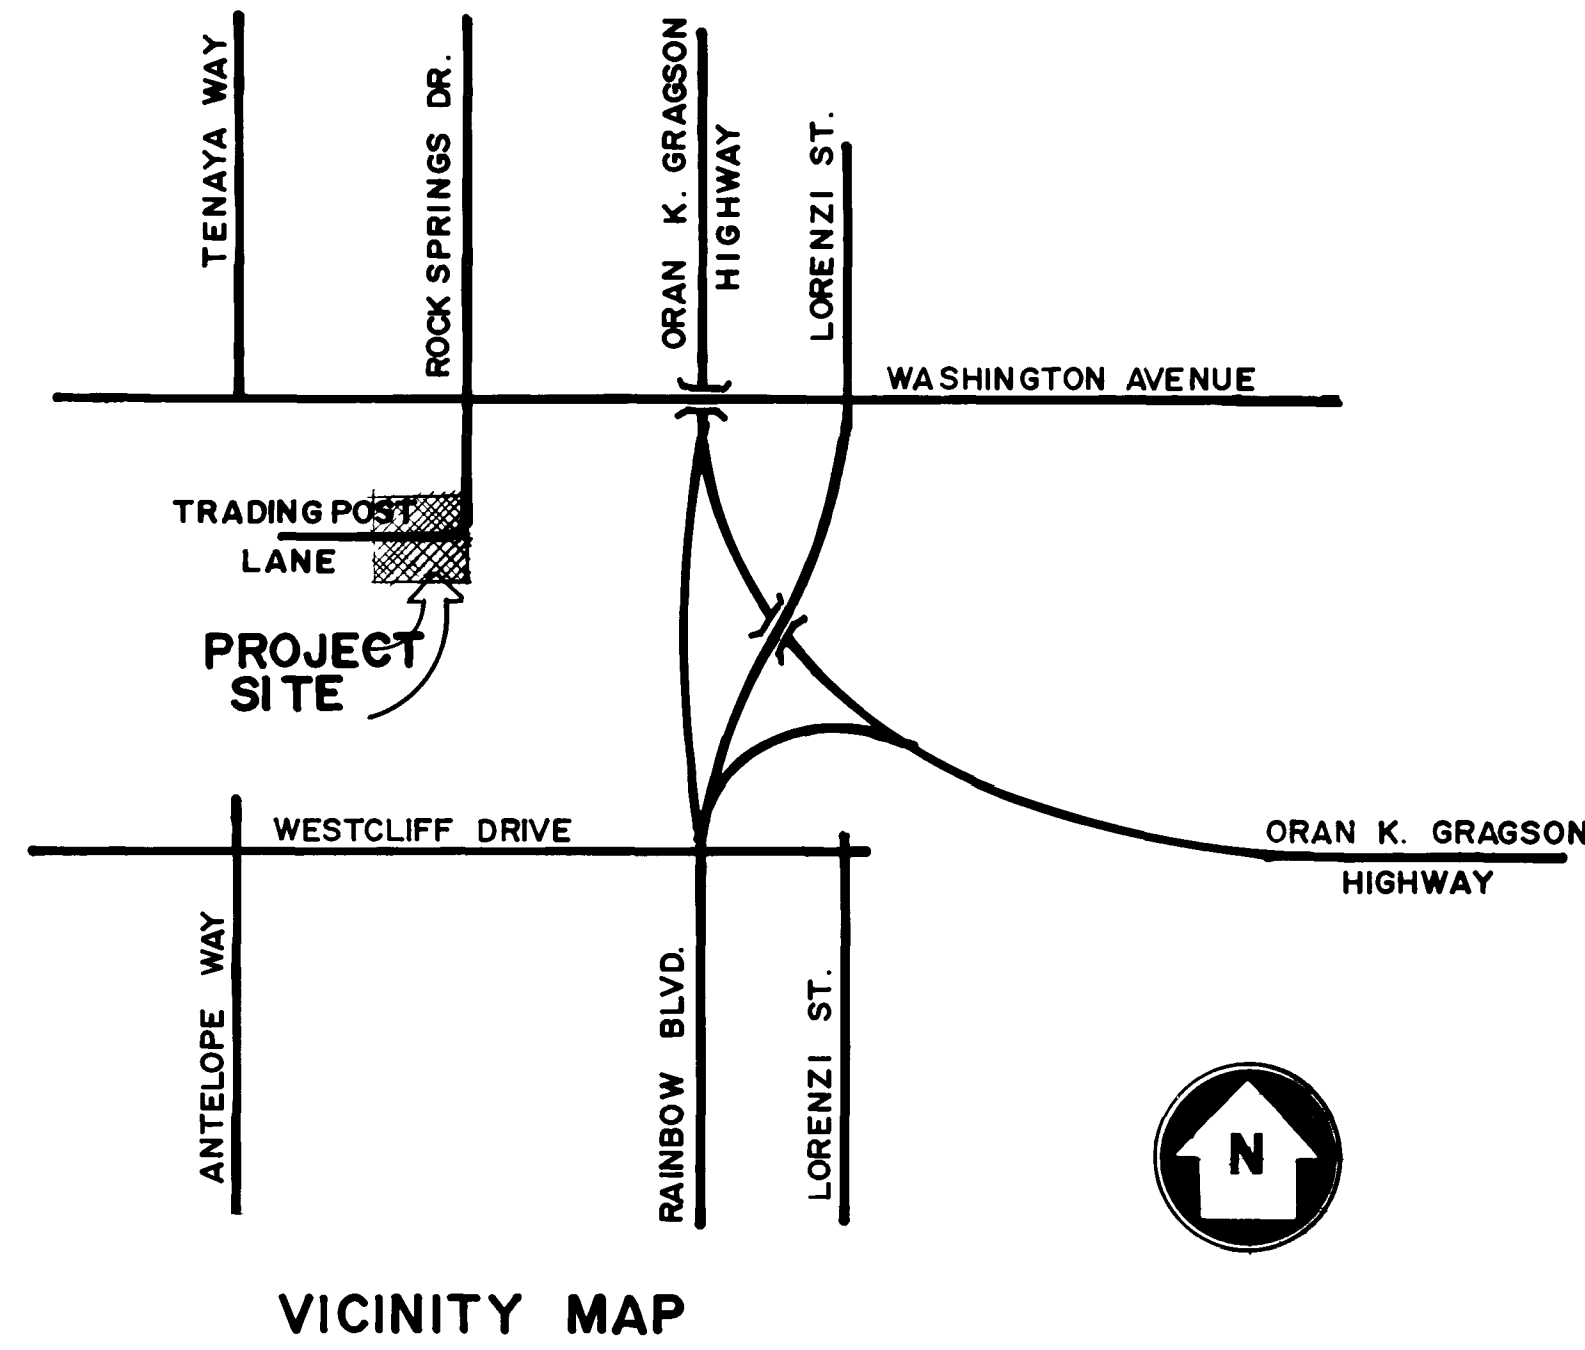 TENAYA WAY
ROCK SPRINGS DR.
ORAN K. GRAGSON
HIGHWAY
LORENZI ST.
WASHINGTON AVENUE
TRADING POST
LANE
PROJECT
SITE
WESTCLIFF DRIVE
ORAN K. GRAGSON
HIGHWAY
ANTELOPE WAY
RAINBOW BLVD.
LORENZI ST.
N
VICINITY MAP